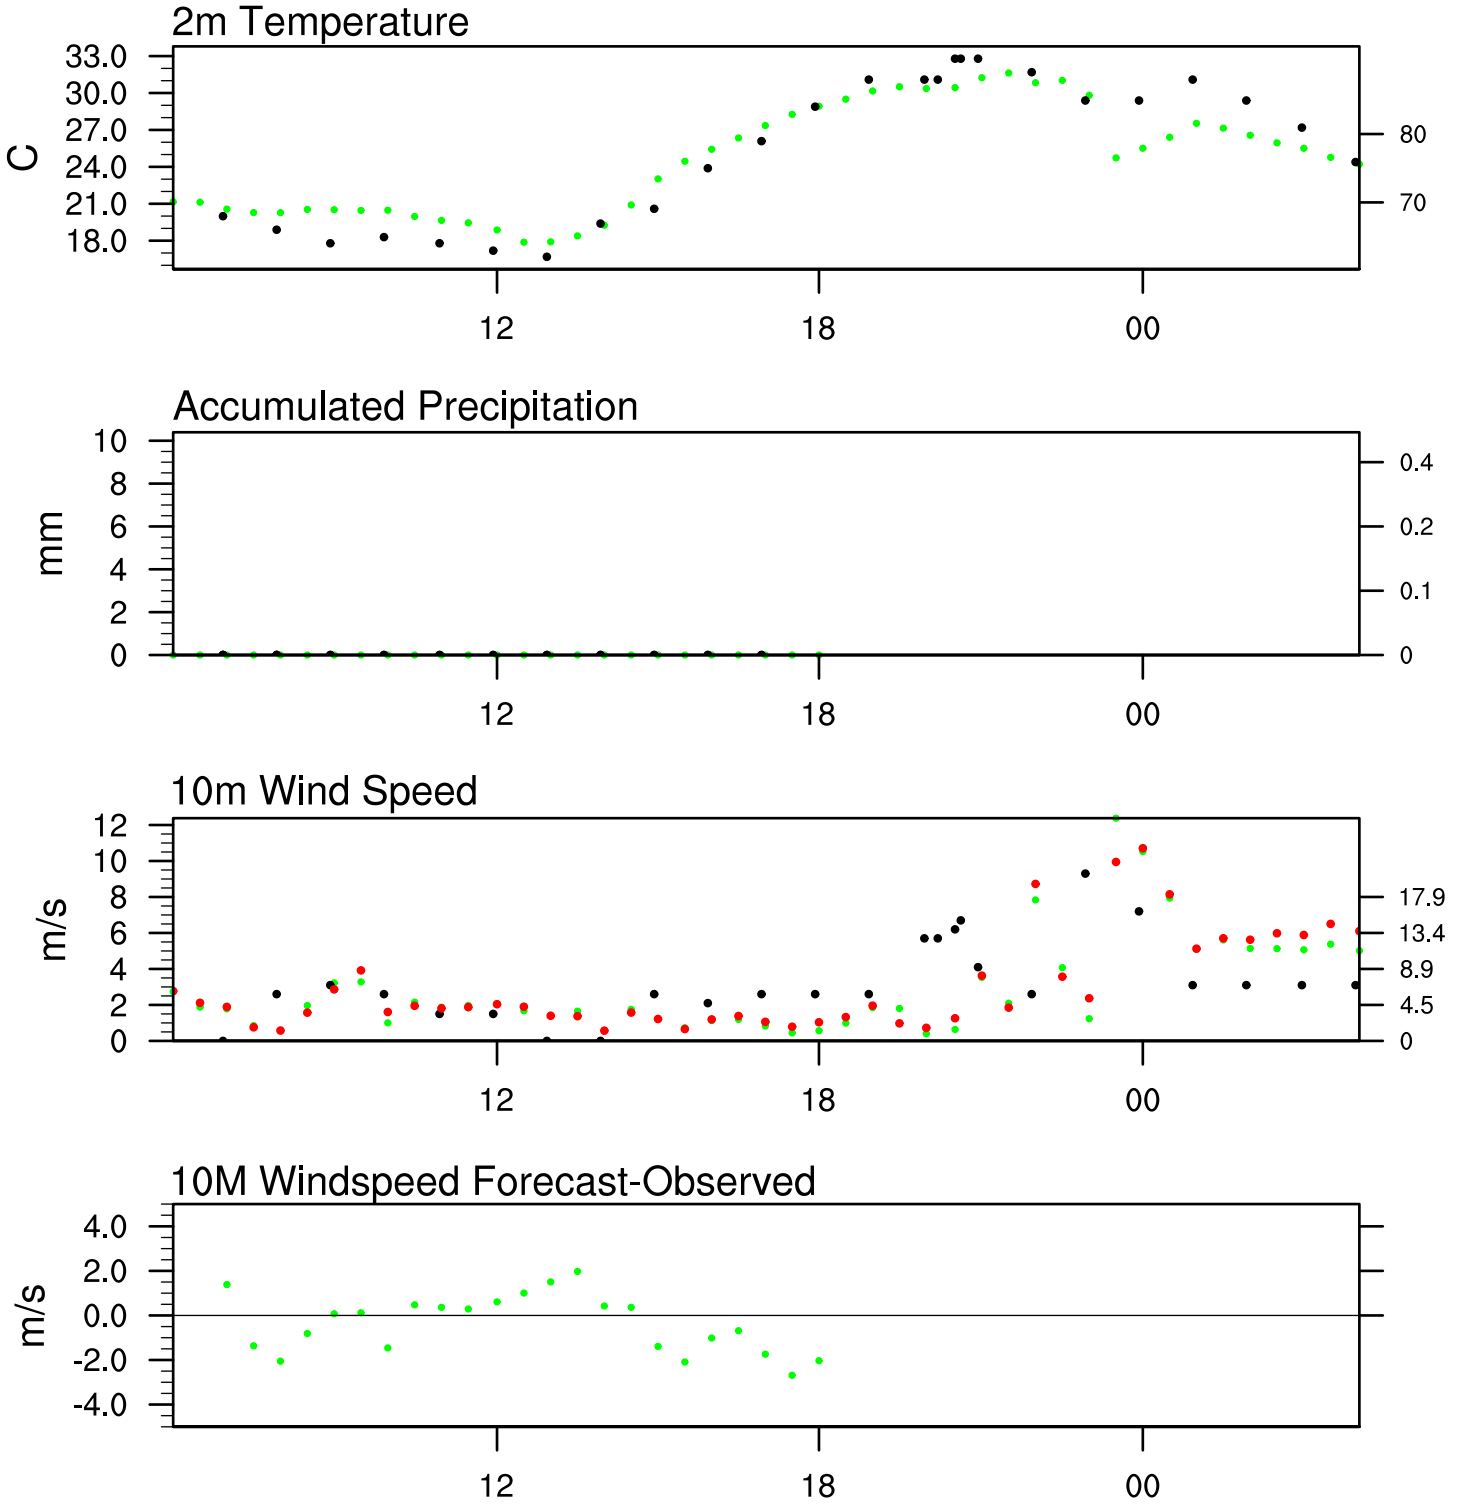 2m Temperature
33.0
30.0
27.0
24.0
21.0
18.0
C
80
70
12 18 00
Accumulated Precipitation
10
8
6
4
2
0
mm
0.4
0.2
0.1
0
12 18 00
10m Wind Speed
12
10
8
6
4
2
0
m/s
17.9
13.4
8.9
4.5
0
12 18 00
10M Windspeed Forecast-Observed
4.0
2.0
0.0
-2.0
-4.0
m/s
12 18 00